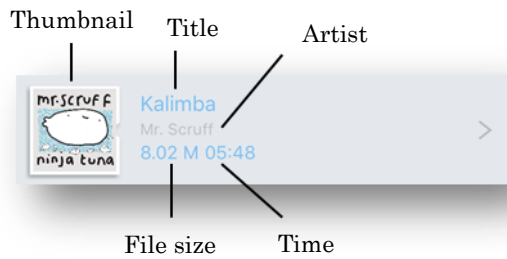 Thumbnail
Title
Artist
mr.scruff
Kalimba
Mr. Scruff
8.02 M 05:48
ninja tuna
File size
Time